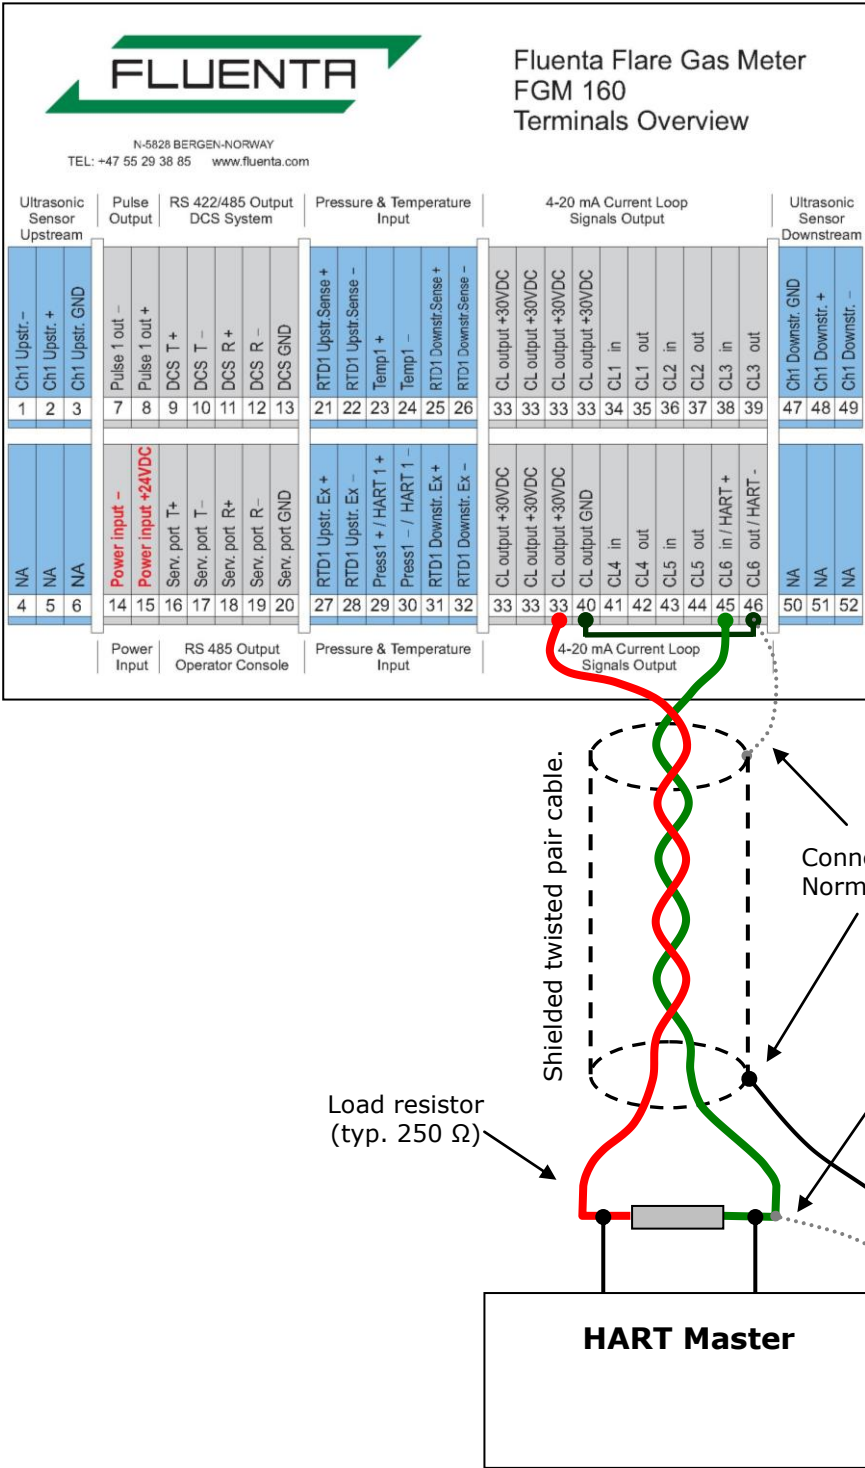 FLUENTA
N-5828 BERGEN-NORWAY
TEL: +47 55 29 38 85 www.fluenta.com
Fluenta Flare Gas Meter
FGM 160
Terminals Overview
Ultrasonic
Sensor
Upstream
Pulse
Output
RS 422/485 Output
DCS System
Pressure & Temperature
Input
4-20 mA Current Loop
Signals Output
Ultrasonic
Sensor
Downstream
Ch1 Upstr. –
Ch1 Upstr. +
Ch1 Upstr. GND
Pulse 1 out –
Pulse 1 out +
DCS T+
DCS T –
DCS R+
DCS R –
DCS GND
RTD1 Upstr.Sense +
RTD1 Upstr.Sense –
Temp1 +
Temp1 –
RTD1 Downstr.Sense +
RTD1 Downstr.Sense –
CL output +30VDC
CL output +30VDC
CL output +30VDC
CL output +30VDC
CL1 in
CL1 out
CL2 in
CL2 out
CL3 in
CL3 out
Ch1 Downstr. GND
Ch1 Downstr. +
Ch1 Downstr. –
1 2 3 7 8 9 10 11 12 13 21 22 23 24 25 26 33 33 33 33 34 35 36 37 38 39 47 48 49
NA
NA
NA
Power input –
Power input +24VDC
Serv. port T+
Serv. port T–
Serv. port R+
Serv. port R–
Serv. port GND
RTD1 Upstr. Ex +
RTD1 Upstr. Ex –
Press1 + / HART 1 +
Press1 – / HART 1 –
RTD1 Downstr. Ex +
RTD1 Downstr. Ex –
CL output +30VDC
CL output +30VDC
CL output +30VDC
CL output GND
CL4 in
CL4 out
CL5 in
CL5 out
CL6 in / HART +
CL6 out / HART -
NA
NA
NA
4 5 6 14 15 16 17 18 19 20 27 28 29 30 31 32 33 33 33 40 41 42 43 44 45 46 50 51 52
Power
Input
RS 485 Output
Operator Console
Pressure & Temperature
Input
4-20 mA Current Loop
Signals Output
Shielded twisted pair cable.
Conne
Norm
Load resistor
(typ. 250 Ω)
HART Master